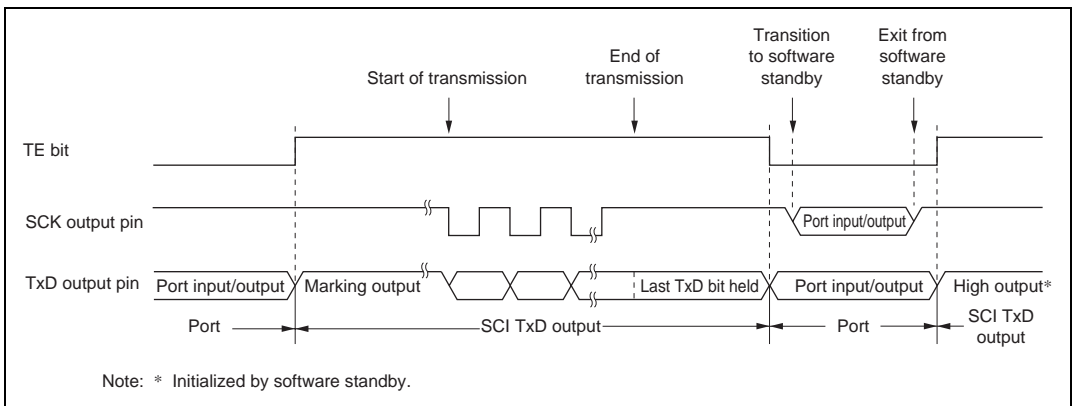 Transition
to software
standby
Exit from
software
standby
End of
transmission
Start of transmission
TE bit
SCK output pin
Port input/output
TxD output pin
Port input/output
Marking output
Last TxD bit held
Port input/output
High output*
Port
SCI TxD output
Port
SCI TxD
output
Note: * Initialized by software standby.